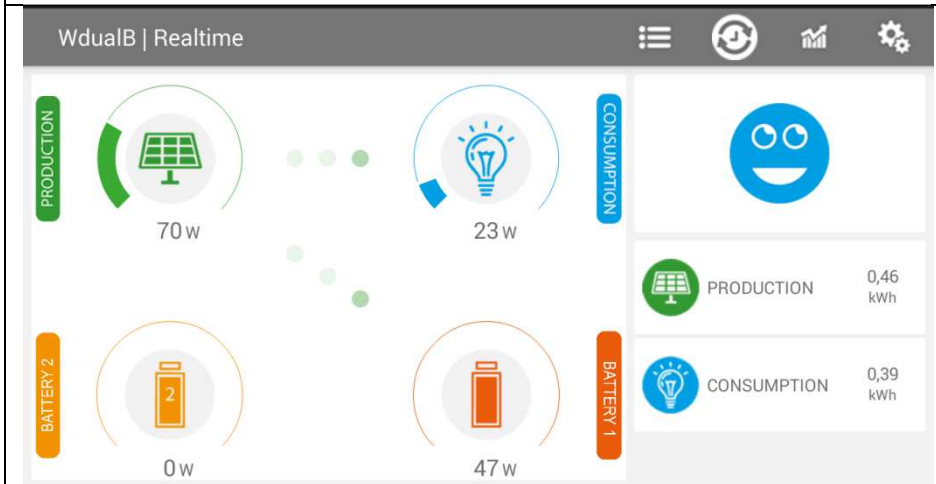 WdualB | Realtime
PRODUCTION
70 W
CONSUMPTION
23 W
BATTERY 2
2
0 W
BATTERY 1
47 W
PRODUCTION
0,46
kWh
CONSUMPTION
0,39
kWh